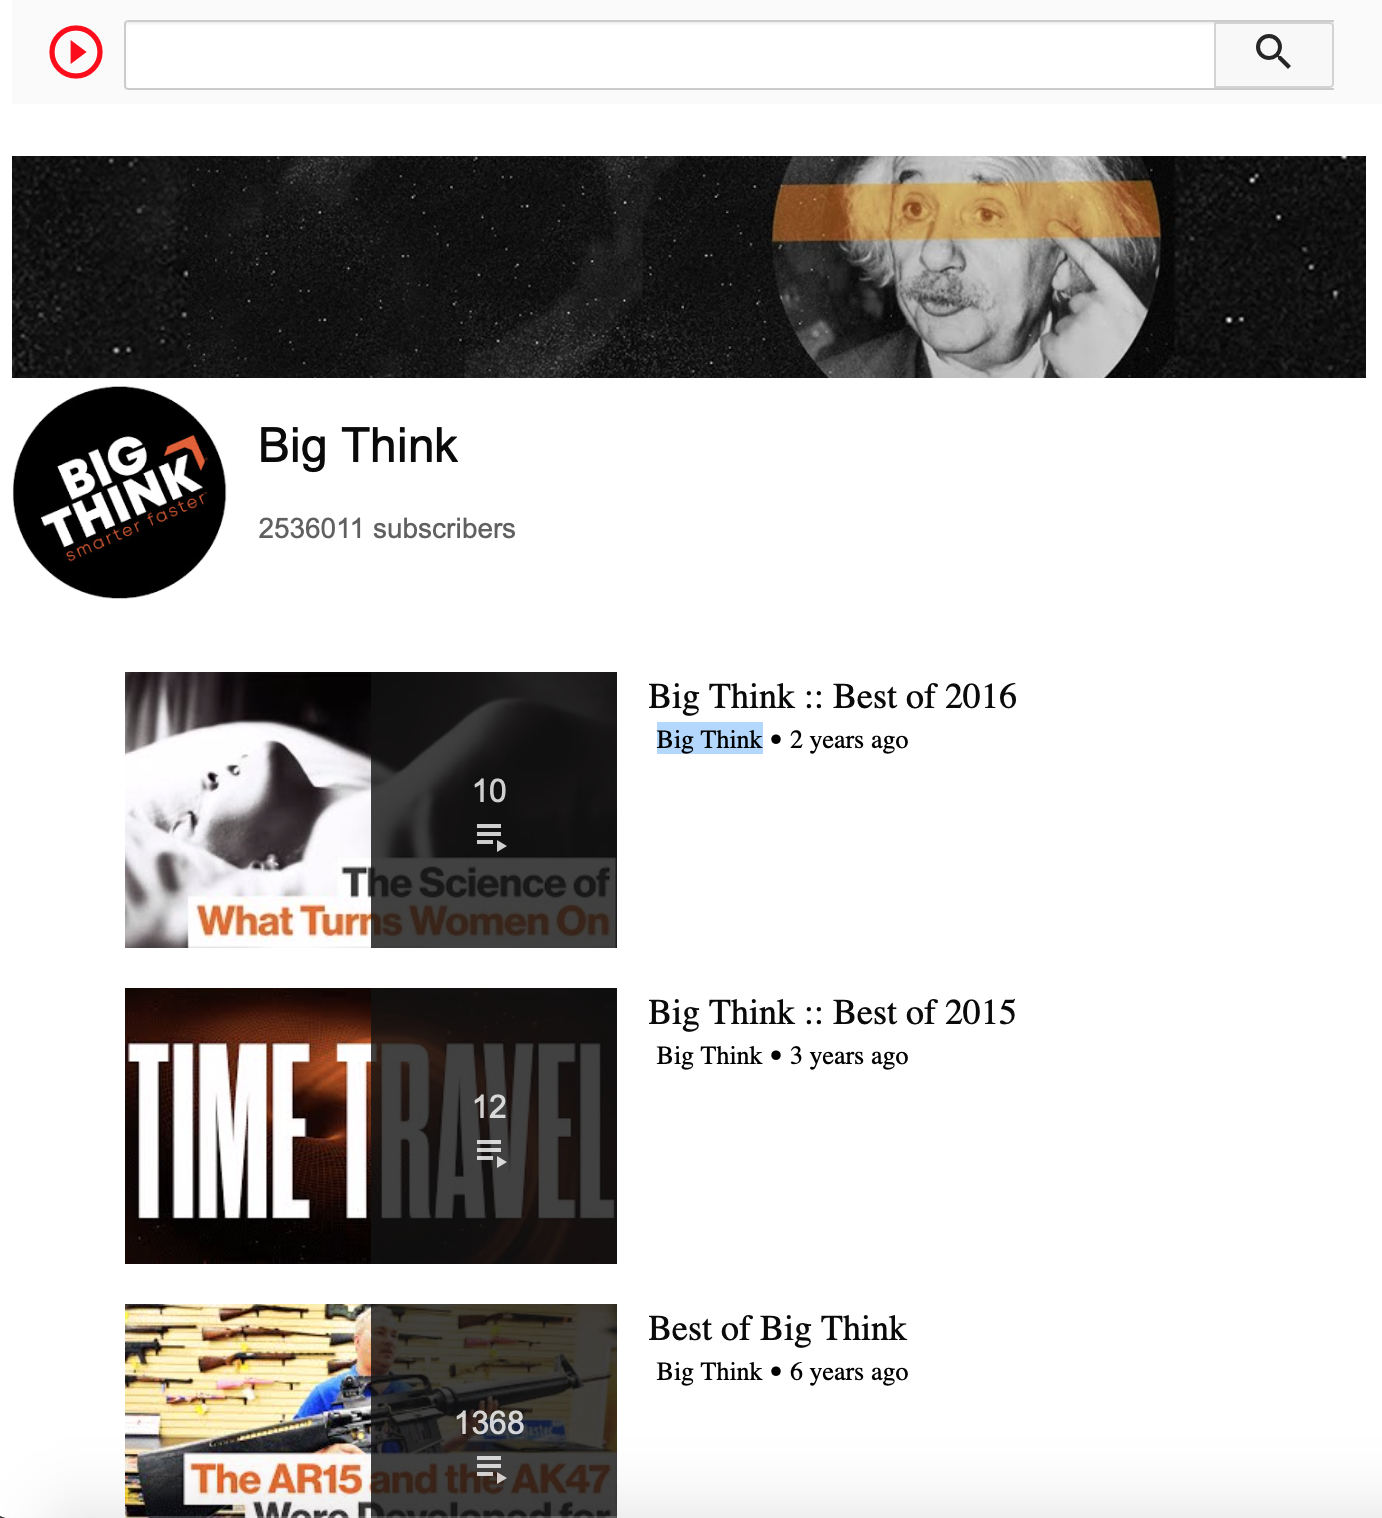 BIG
THINK
smarter faster
Big Think
2536011 subscribers
Big Think :: Best of 2016
Big Think • 2 years ago
10
The Science of
What Turns Women On
Big Think :: Best of 2015
Big Think • 3 years ago
12
TIME TRAVEL
Best of Big Think
Big Think • 6 years ago
1368
The AR15 and the AK47
Were Developed for